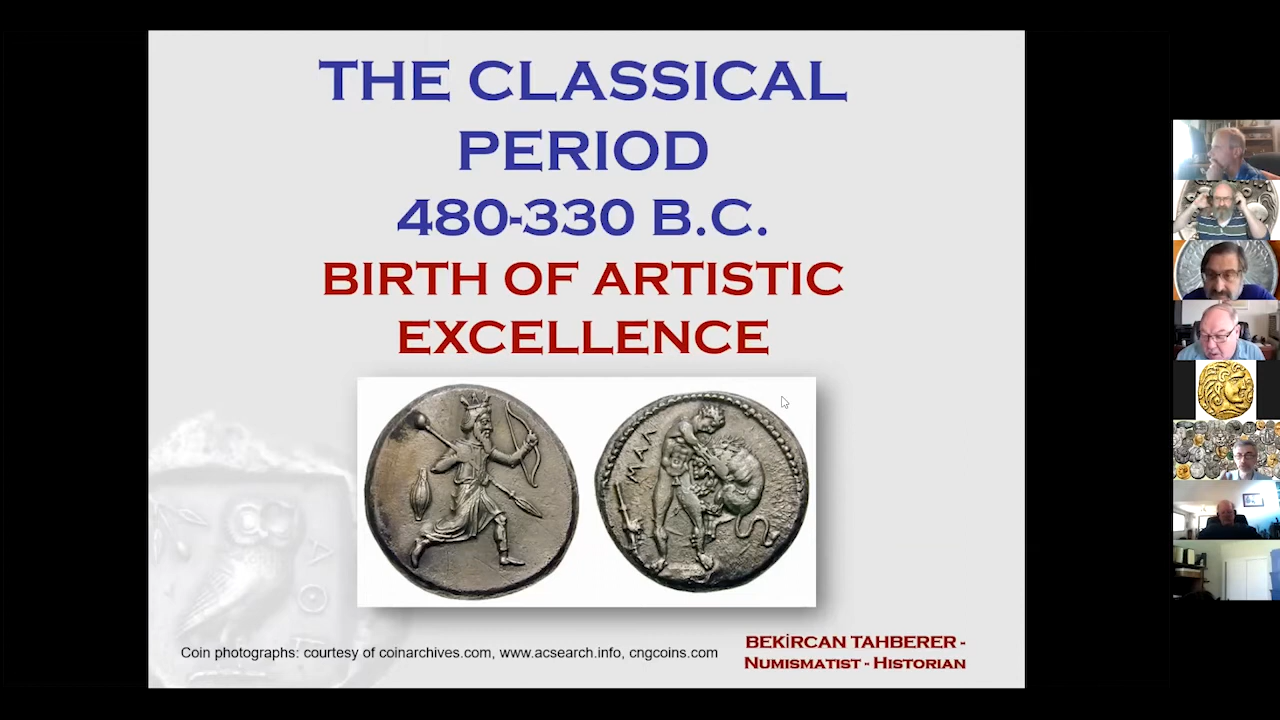 THE CLASSICAL
PERIOD
480-330 B.C.
BIRTH OF ARTISTIC
EXCELLENCE
ΜΑΛ
ΑΘΕ
Coin photographs: courtesy of coinarchives.com, www.acsearch.info, cngcoins.com
BEKİRCAN TAHBERER -
NUMISMATIST - HISTORIAN